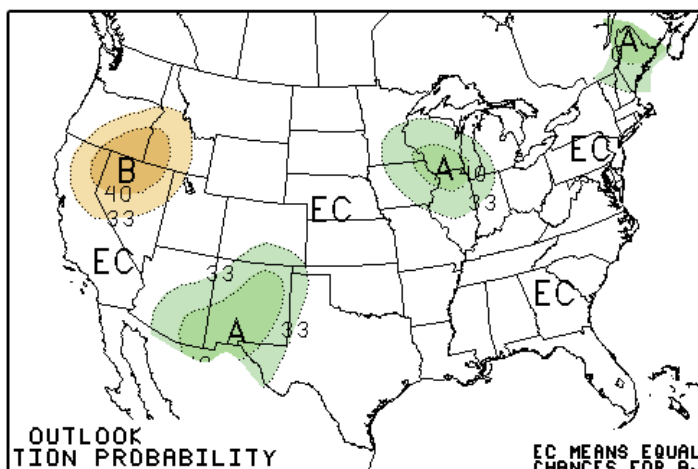 A
EC
A
40
B
40
33
EC
33
EC
33
EC
A
33
OUTLOOK
TION PROBABILITY
EC MEANS EQUAL
CHANCES FOR A,